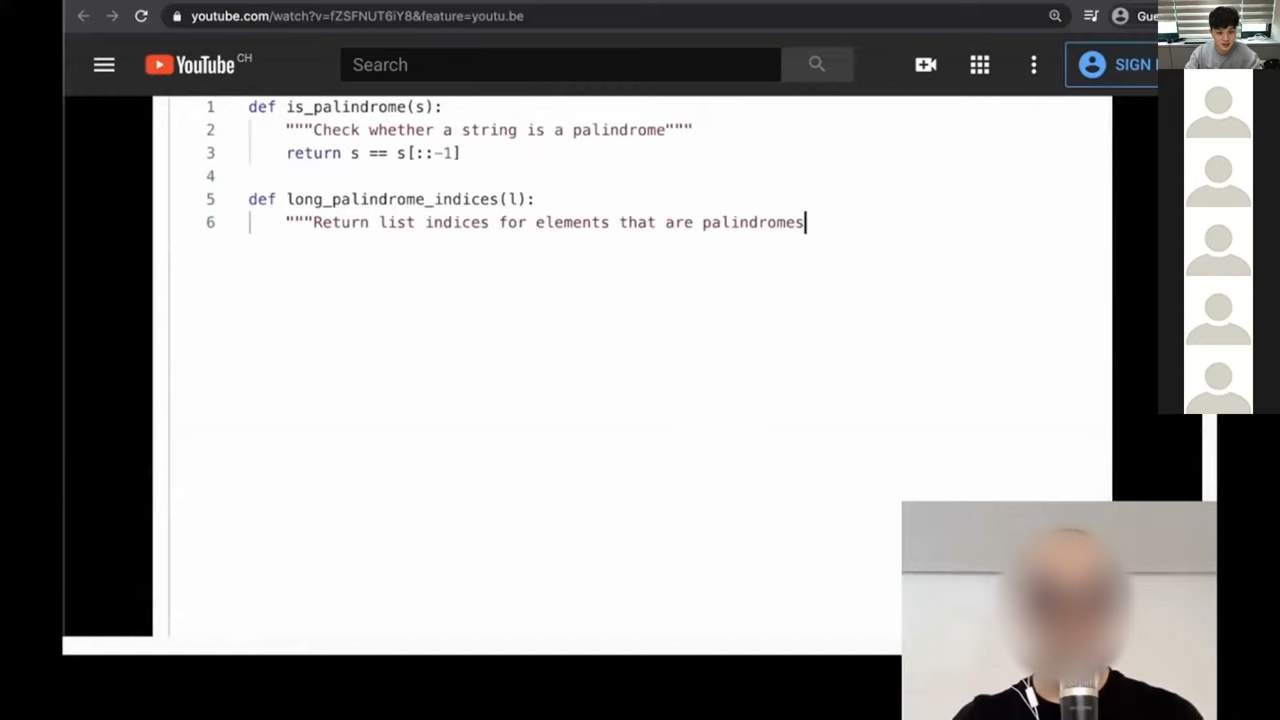 youtube.com/watch?v=fZSFNUT6iY8&feature=youtu.be
YouTube CH
Search
SIGN
1 def is_palindrome(s):
2 """Check whether a string is a palindrome"""
3 return s == s[::-1]
4
5 def long_palindrome_indices(l):
6 """Return list indices for elements that are palindromes